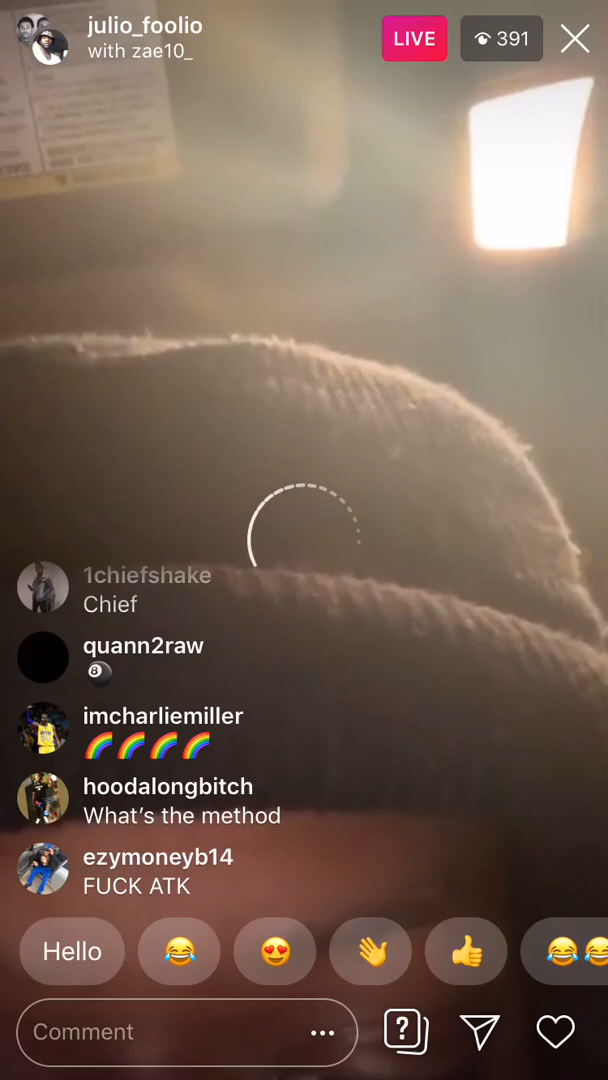 julio_foolio
with zae10_
LIVE
391
1chiefshake
Chief
quann2raw
🎱
imcharliemiller
🌈🌈🌈🌈
hoodalongbitch
What's the method
ezymoneyb14
FUCK ATK
Hello
😂
😍
👋
👍
😂😂
Comment